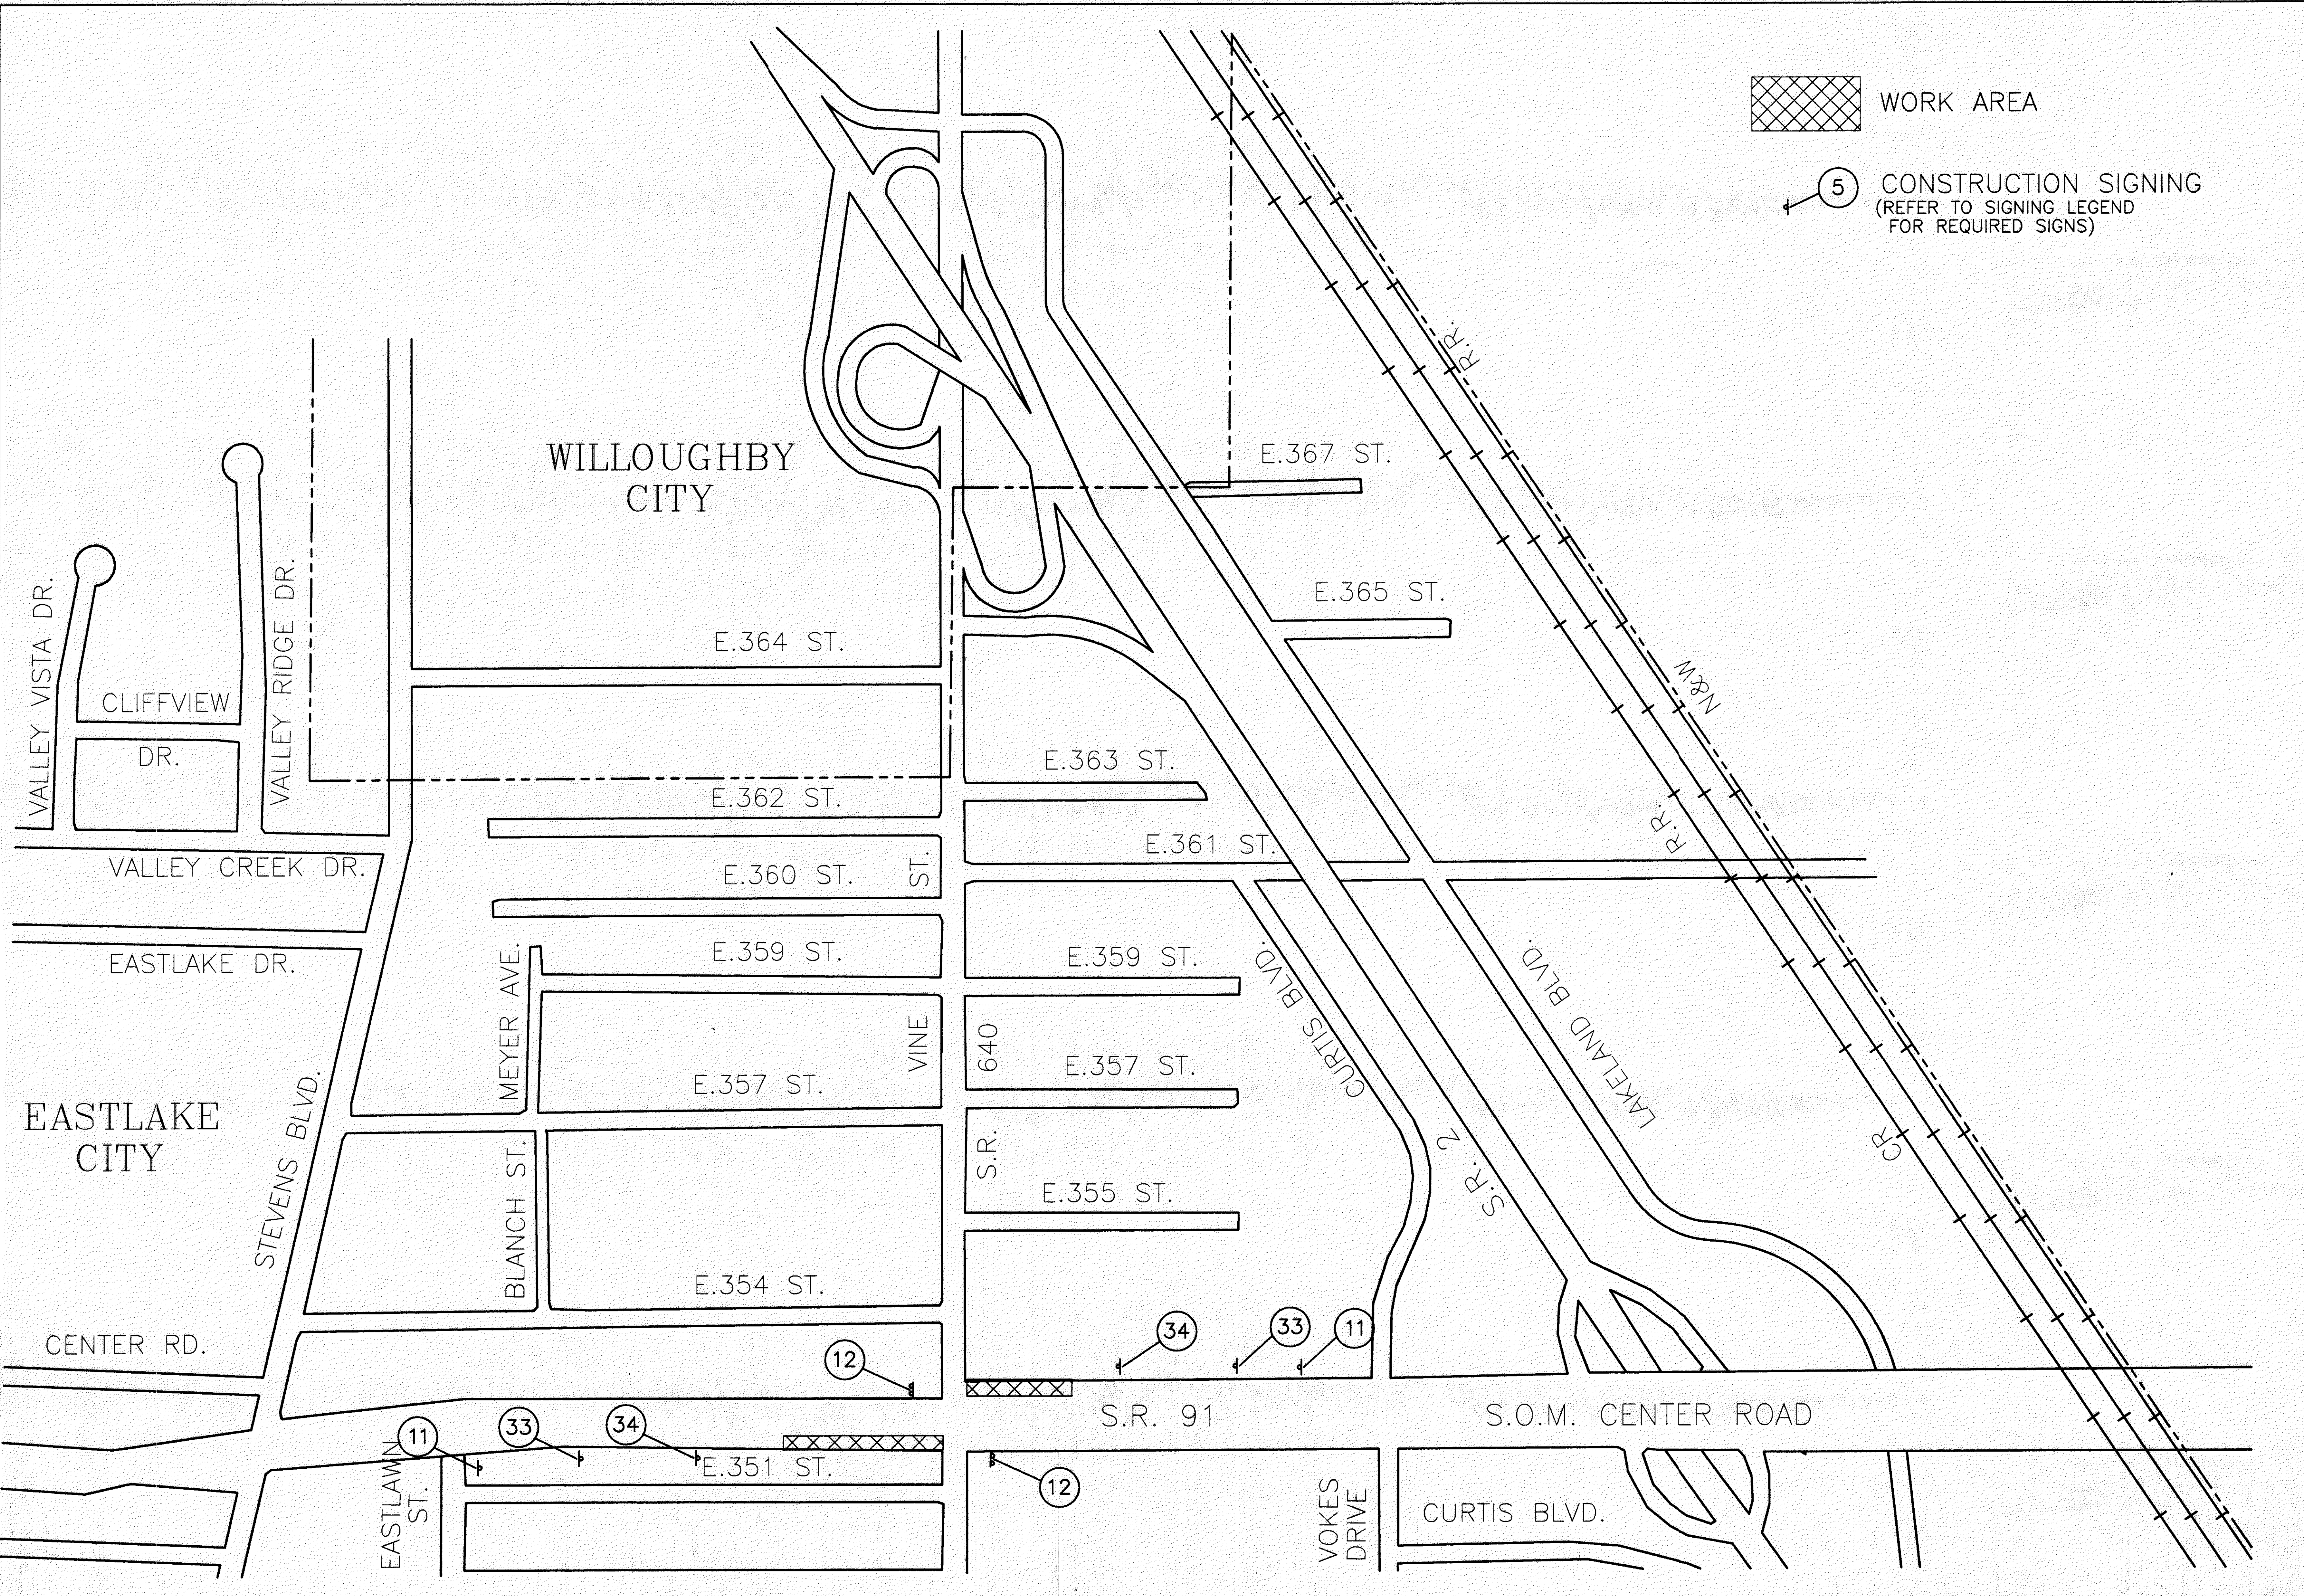 WORK AREA
5
CONSTRUCTION SIGNING
(REFER TO SIGNING LEGEND
FOR REQUIRED SIGNS)
R.R.
WILLOUGHBY
CITY
E.367 ST.
E.365 ST.
VALLEY VISTA DR.
VALLEY RIDGE DR.
E.364 ST.
N&W
CLIFFVIEW
DR.
E.363 ST.
E.362 ST.
R.R.
E.361 ST.
VALLEY CREEK DR.
E.360 ST.
ST.
EASTLAKE DR.
MEYER AVE.
E.359 ST.
E.359 ST.
CURTIS BLVD.
LAKELAND BLVD.
VINE
640
E.357 ST.
E.357 ST.
EASTLAKE
CITY
STEVENS BLVD.
BLANCH ST.
S.R.
S.R. 2
CR
E.355 ST.
E.354 ST.
CENTER RD.
34
33
11
12
S.R. 91
S.O.M. CENTER ROAD
11
33
34
E.351 ST.
12
EASTLAWN
ST.
VOKES
DRIVE
CURTIS BLVD.